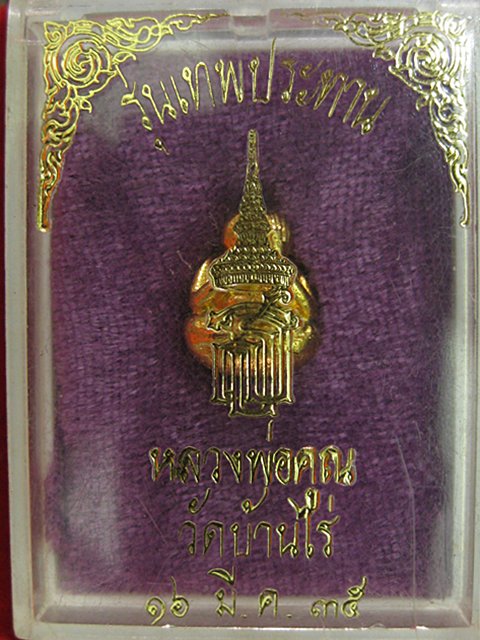 รุ่นเทพประทาน
หลวงพ่อคูณ
วัดบ้านไร่
๑๖ มี.ค. ๓๕